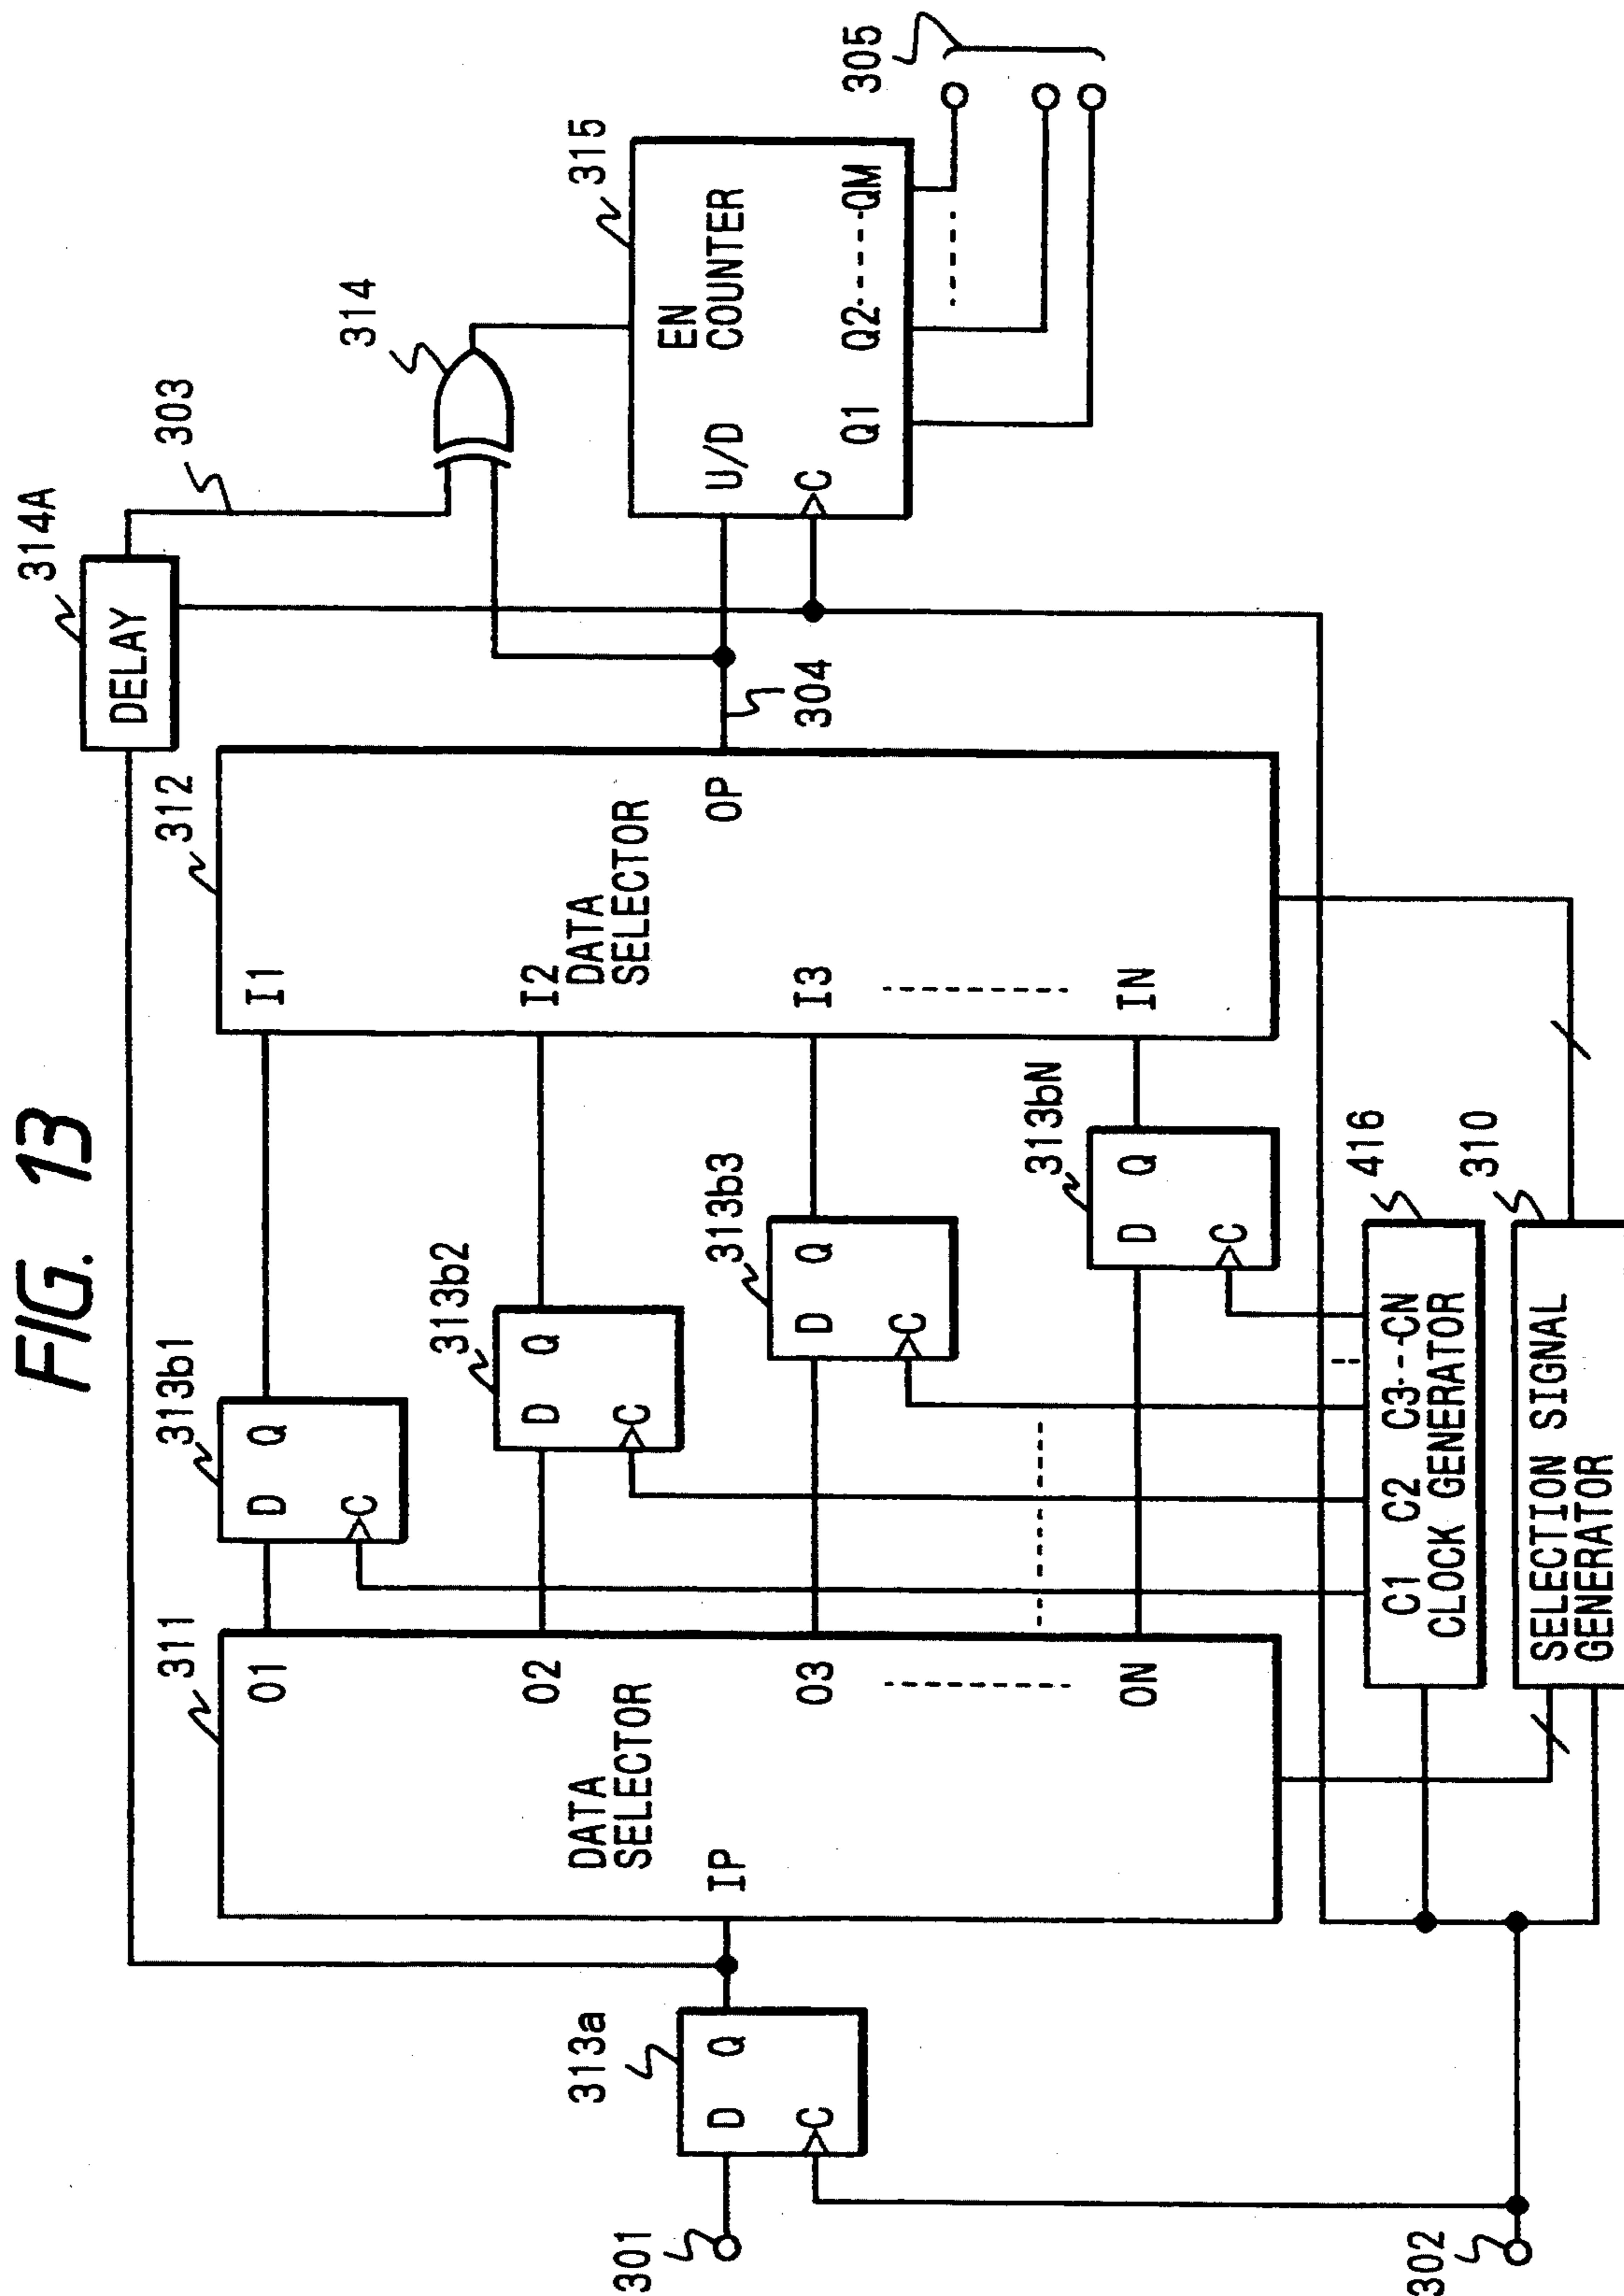 FIG. 13
314A
DELAY
303
314
315
EN
COUNTER
U/D
C
Q1
Q2-----QM
305
312
I1
I2
DATA
SELECTOR
I3
IN
OP
304
313b1
D Q
C
313b2
D Q
C
313b3
D Q
C
313bN
D Q
C
311
O1
O2
DATA
SELECTOR
O3
ON
IP
313a
D Q
C
301
302
416
C1 C2 C3---CN
CLOCK GENERATOR
310
SELECTION SIGNAL
GENERATOR